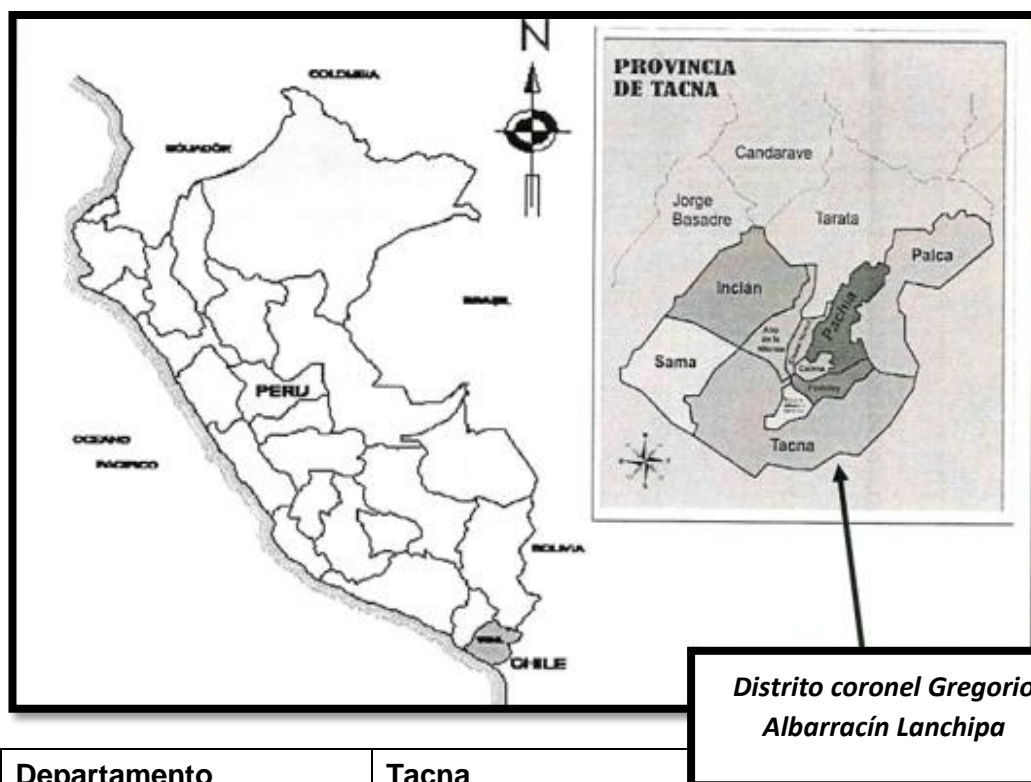 N
COLOMBIA
ECUADOR
BRASIL
PERU
OCEANO
PACIFICO
BOLIVIA
CHILE
PROVINCIA
DE TACNA
Candarave
Jorge
Basadre
Tarata
Palca
Inclán
Pachia
Alto
de la
Alianza
Sama
Calana
Pocollay
Tacna
Distrito coronel Gregorio
Albarracín Lanchipa
Departamento
Tacna